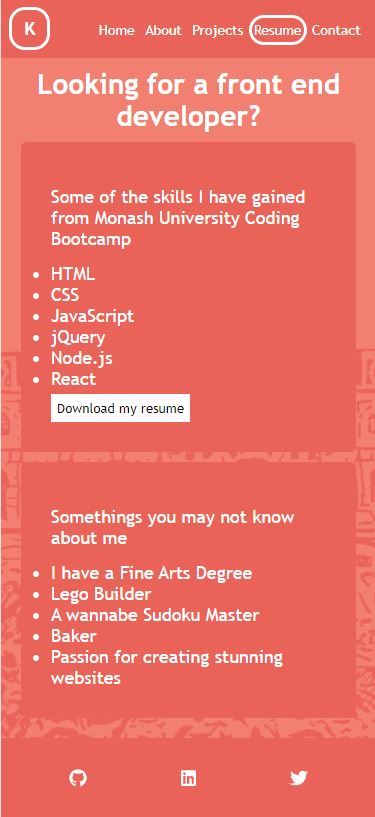 K
Home About Projects Resume Contact
Looking for a front end
developer?
Some of the skills I have gained
from Monash University Coding
Bootcamp
HTML
CSS
JavaScript
jQuery
Node.js
React
Download my resume
Somethings you may not know
about me
I have a Fine Arts Degree
Lego Builder
A wannabe Sudoku Master
Baker
Passion for creating stunning
websites
in